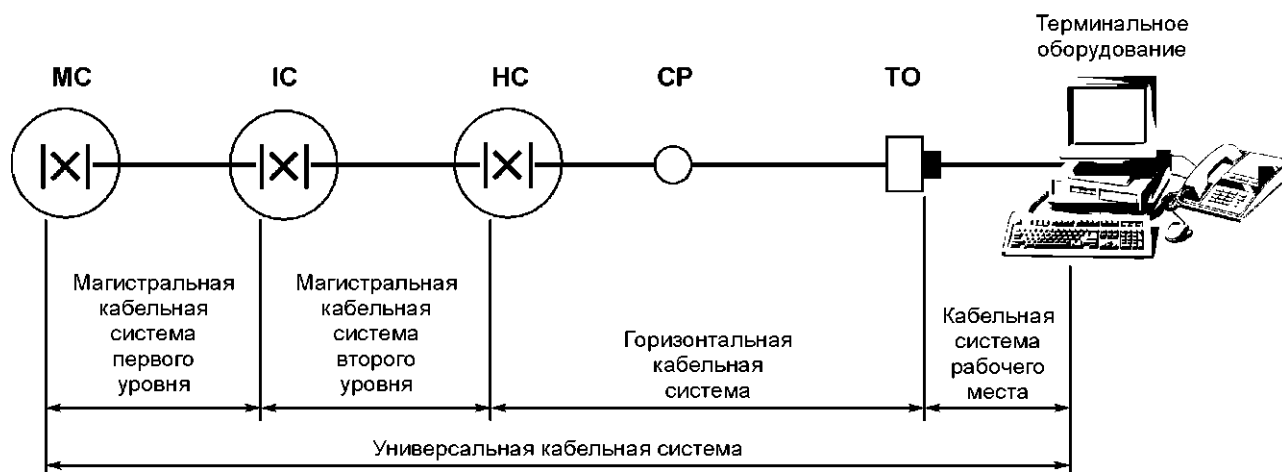 Терминальное
оборудование
MC
IC
HC
CP
TO
Магистральная
кабельная
система
первого
уровня
Магистральная
кабельная
система
второго
уровня
Горизонтальная
кабельная
система
Кабельная
система
рабочего
места
Универсальная кабельная система